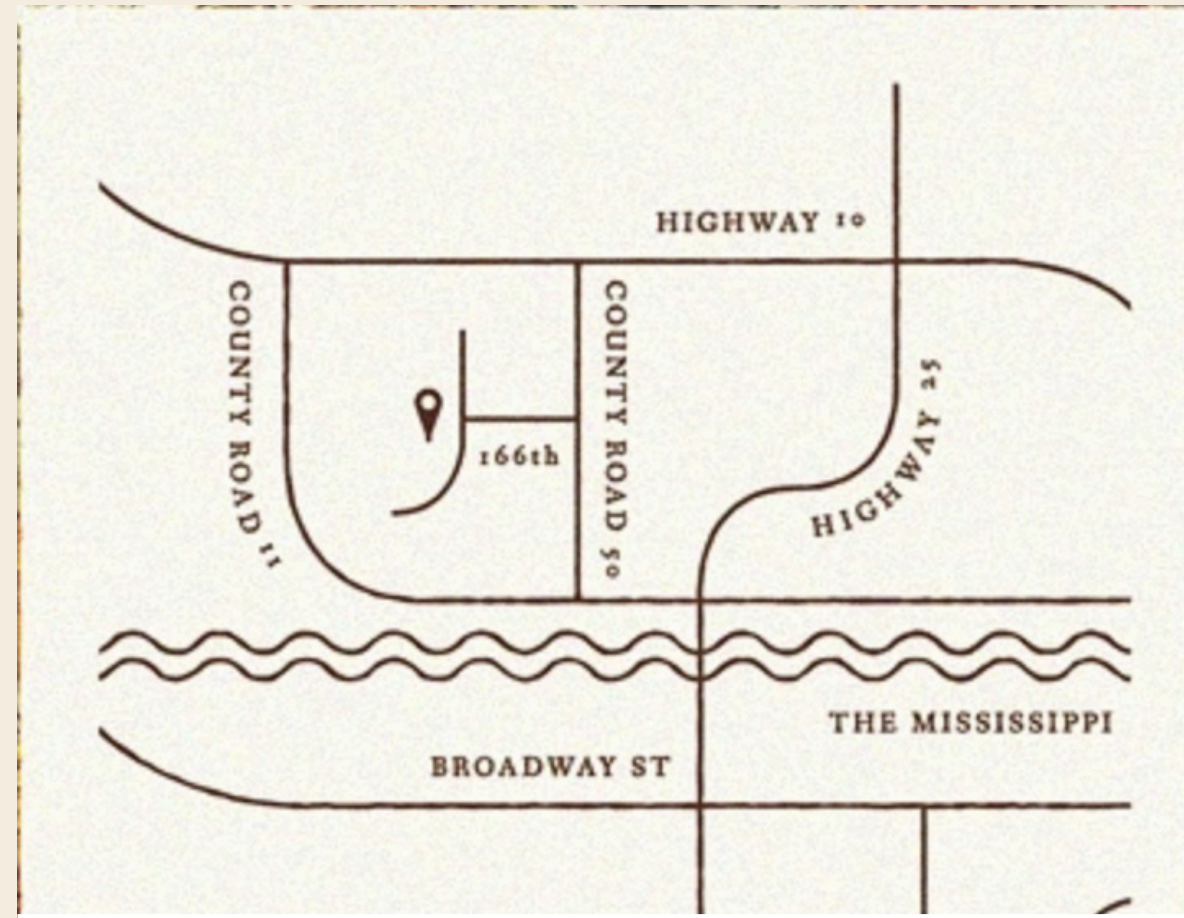 HIGHWAY 10
COUNTY ROAD 11
COUNTY ROAD 50
HIGHWAY 25
166th
THE MISSISSIPPI
BROADWAY ST